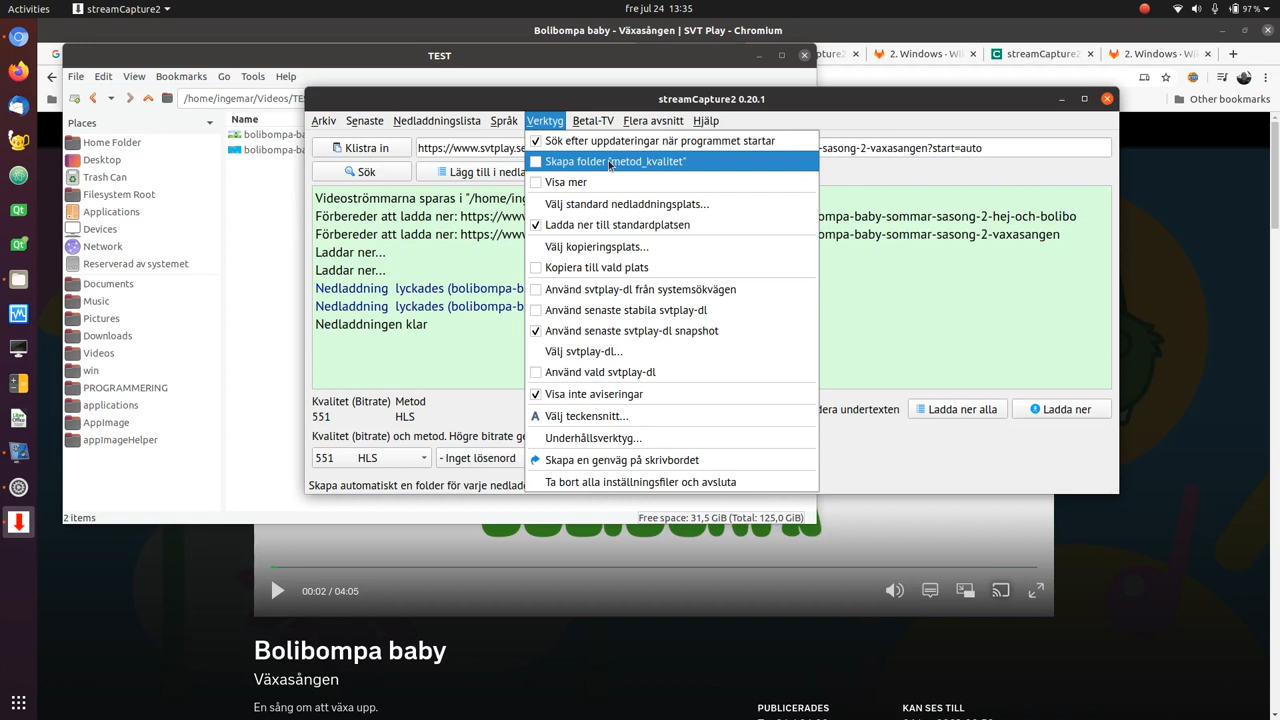 Activities
streamCapture2
fre jul 24 13:35
97 %
Bolibompa baby - Växasången | SVT Play - Chromium
TEST
2. Windows
streamCapture2
2. Windows
File Edit View Bookmarks Go Tools Help
/home/ingemar/Videos/TE
Other bookmarks
streamCapture2 0.20.1
Places
Home Folder
Desktop
Trash Can
Filesystem Root
Applications
Devices
Network
Reserverad av systemet
Documents
Music
Pictures
Downloads
Videos
win
PROGRAMMERING
applications
AppImage
appImageHelper
Name
bolibompa-ba
bolibompa-ba
2 items
Free space: 31,5 GiB (Total: 125,0 GiB)
Arkiv Senaste Nedladdningslista Språk Verktyg Betal-TV Flera avsnitt Hjälp
Klistra in
https://www.svtplay.se
-sasong-2-vaxasangen?start=auto
Sök
Lägg till i nedla
Videoströmmarna sparas i "/home/in
Förbereder att ladda ner: https://ww
ompa-baby-sommar-sasong-2-hej-och-bolibo
Förbereder att ladda ner: https://ww
ompa-baby-sommar-sasong-2-vaxasangen
Laddar ner...
Laddar ner...
Nedladdning lyckades (bolibompa-b
Nedladdning lyckades (bolibompa-b
Nedladdningen klar
Kvalitet (Bitrate) Metod
551 HLS
dera undertexten
Ladda ner alla
Ladda ner
Kvalitet (bitrate) och metod. Högre bitrate g
551 HLS
- Inget lösenord
Skapa automatiskt en folder för varje nedlad
Sök efter uppdateringar när programmet startar
Skapa folder "metod_kvalitet"
Visa mer
Välj standard nedladdningsplats...
Ladda ner till standardplatsen
Välj kopieringsplats...
Kopiera till vald plats
Använd svtplay-dl från systemsökvägen
Använd senaste stabila svtplay-dl
Använd senaste svtplay-dl snapshot
Välj svtplay-dl...
Använd vald svtplay-dl
Visa inte aviseringar
Välj teckensnitt...
Underhållsverktyg...
Skapa en genväg på skrivbordet
Ta bort alla inställningsfiler och avsluta
00:02 / 04:05
Bolibompa baby
Växasången
En sång om att växa upp.
PUBLICERADES
KAN SES TILL